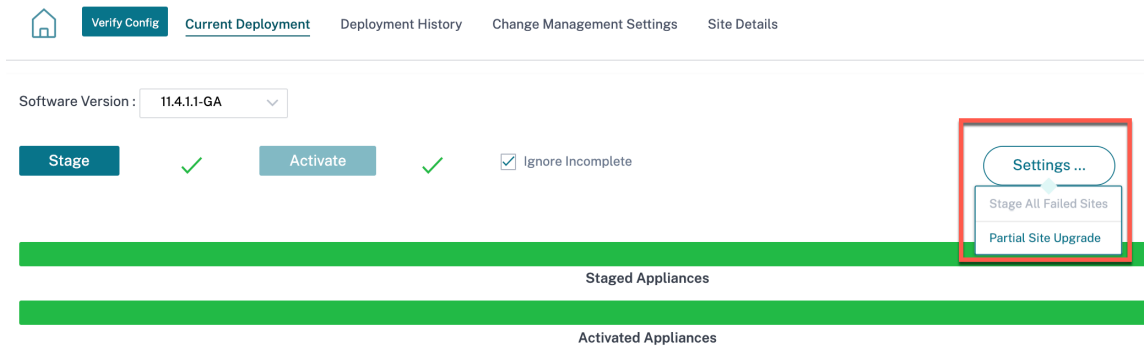 Verify Config Current Deployment Deployment History Change Management Settings Site Details
Software Version : 11.4.1.1-GA
Stage Activate Ignore Incomplete Settings ...
Stage All Failed Sites
Partial Site Upgrade
Staged Appliances
Activated Appliances